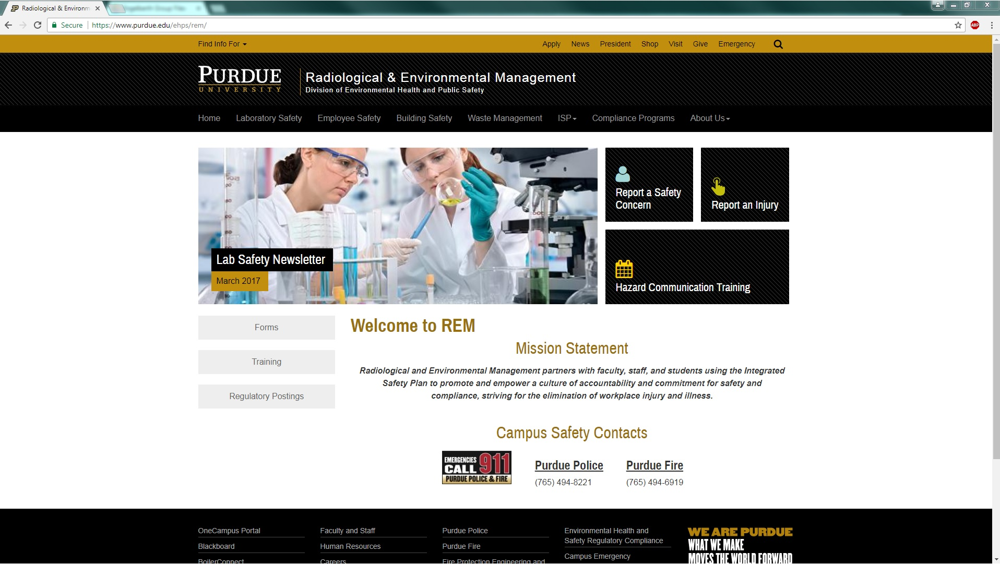 Radiological & Environm
Secure
https://www.purdue.edu/ehps/rem/
ABP
Find Info For
Apply News President Shop Visit Give Emergency
PURDUE
UNIVERSITY
Radiological & Environmental Management
Division of Environmental Health and Public Safety
Home Laboratory Safety Employee Safety Building Safety Waste Management ISP Compliance Programs About Us
Lab Safety Newsletter
March 2017
Report a Safety
Concern
Report an Injury
Hazard Communication Training
Forms
Training
Regulatory Postings
Welcome to REM
Mission Statement
Radiological and Environmental Management partners with faculty, staff, and students using the Integrated
Safety Plan to promote and empower a culture of accountability and commitment for safety and
compliance, striving for the elimination of workplace injury and illness.
Campus Safety Contacts
EMERGENCIES
CALL 911
PURDUE POLICE & FIRE
Purdue Police
(765) 494-8221
Purdue Fire
(765) 494-6919
OneCampus Portal
Blackboard
BoilerConnect
Faculty and Staff
Human Resources
Careers
Purdue Police
Purdue Fire
Fire Protection Engineering and
Environmental Health and
Safety Regulatory Compliance
Campus Emergency
WE ARE PURDUE
WHAT WE MAKE
MOVES THE WORLD FORWARD